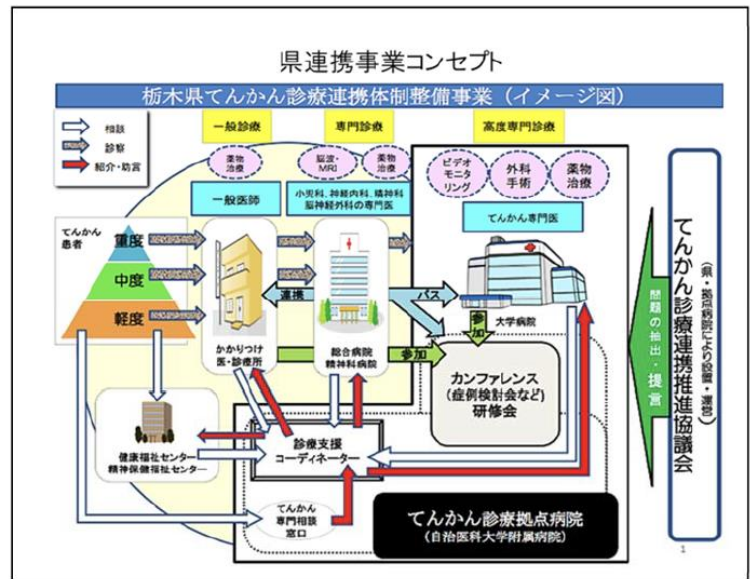 県連携事業コンセプト
栃木県てんかん診療連携体制整備事業（イメージ図）
相談
診察
紹介・助言
一般診療
専門診療
高度専門診療
薬物
治療
脳波・
MRI
薬物
治療
ビデオ
モニタ
リング
外科
手術
薬物
治療
一般医師
小児科、神経内科、精神科
脳神経外科の専門医
てんかん専門医
てんかん
患者
重度
中度
軽度
連携
パス
かかりつけ
医・診療所
総合病院
精神科病院
大学病院
参加
参加
カンファレンス
(症例検討会など)
研修会
健康福祉センター
精神保健福祉センター
診療支援
コーディネーター
てんかん
専門相談
窓口
てんかん診療拠点病院
(自治医科大学附属病院)
問題の抽出・提言
(県・拠点病院により設置・運営)
てんかん診療連携推進協議会
1